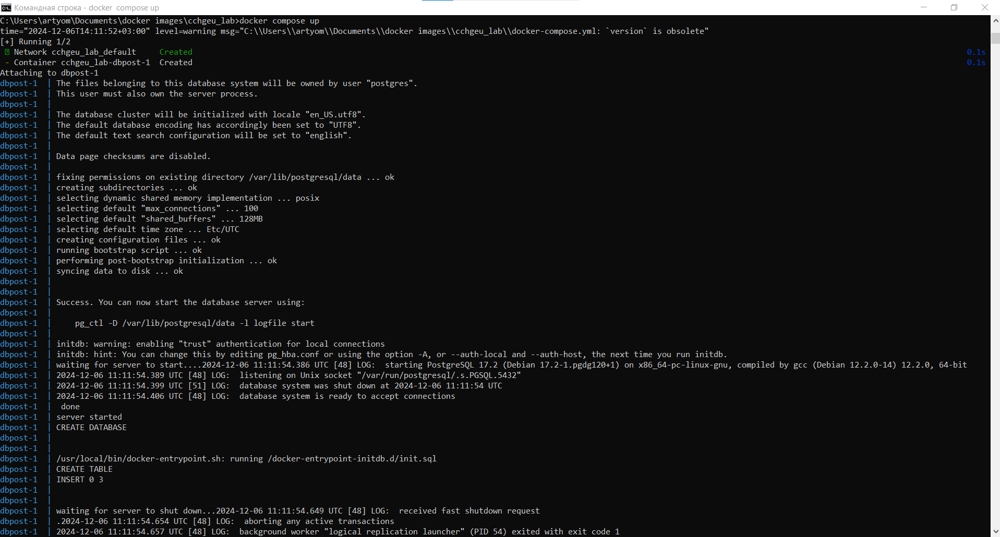 Командная строка - docker  compose up
C:\Users\artyom\Documents\docker images\cchgeu_lab>docker compose up
time="2024-12-06T14:11:52+03:00" level=warning msg="C:\\Users\\artyom\\Documents\\docker images\\cchgeu_lab\\docker-compose.yml: `version` is obsolete"
[+] Running 1/2
Network cchgeu_lab_default     Created     0.1s
- Container cchgeu_lab-dbpost-1  Created     0.1s
Attaching to dbpost-1
dbpost-1  | The files belonging to this database system will be owned by user "postgres".
dbpost-1  | This user must also own the server process.
dbpost-1  |
dbpost-1  | The database cluster will be initialized with locale "en_US.utf8".
dbpost-1  | The default database encoding has accordingly been set to "UTF8".
dbpost-1  | The default text search configuration will be set to "english".
dbpost-1  |
dbpost-1  | Data page checksums are disabled.
dbpost-1  |
dbpost-1  | fixing permissions on existing directory /var/lib/postgresql/data ... ok
dbpost-1  | creating subdirectories ... ok
dbpost-1  | selecting dynamic shared memory implementation ... posix
dbpost-1  | selecting default "max_connections" ... 100
dbpost-1  | selecting default "shared_buffers" ... 128MB
dbpost-1  | selecting default time zone ... Etc/UTC
dbpost-1  | creating configuration files ... ok
dbpost-1  | running bootstrap script ... ok
dbpost-1  | performing post-bootstrap initialization ... ok
dbpost-1  | syncing data to disk ... ok
dbpost-1  |
dbpost-1  |
dbpost-1  | Success. You can now start the database server using:
dbpost-1  |
dbpost-1  |     pg_ctl -D /var/lib/postgresql/data -l logfile start
dbpost-1  |
dbpost-1  | initdb: warning: enabling "trust" authentication for local connections
dbpost-1  | initdb: hint: You can change this by editing pg_hba.conf or using the option -A, or --auth-local and --auth-host, the next time you run initdb.
dbpost-1  | waiting for server to start....2024-12-06 11:11:54.386 UTC [48] LOG:  starting PostgreSQL 17.2 (Debian 17.2-1.pgdg120+1) on x86_64-pc-linux-gnu, compiled by gcc (Debian 12.2.0-14) 12.2.0, 64-bit
dbpost-1  | 2024-12-06 11:11:54.389 UTC [48] LOG:  listening on Unix socket "/var/run/postgresql/.s.PGSQL.5432"
dbpost-1  | 2024-12-06 11:11:54.399 UTC [51] LOG:  database system was shut down at 2024-12-06 11:11:54 UTC
dbpost-1  | 2024-12-06 11:11:54.406 UTC [48] LOG:  database system is ready to accept connections
dbpost-1  |  done
dbpost-1  | server started
dbpost-1  | CREATE DATABASE
dbpost-1  |
dbpost-1  |
dbpost-1  | /usr/local/bin/docker-entrypoint.sh: running /docker-entrypoint-initdb.d/init.sql
dbpost-1  | CREATE TABLE
dbpost-1  | INSERT 0 3
dbpost-1  |
dbpost-1  |
dbpost-1  | waiting for server to shut down...2024-12-06 11:11:54.649 UTC [48] LOG:  received fast shutdown request
dbpost-1  | .2024-12-06 11:11:54.654 UTC [48] LOG:  aborting any active transactions
dbpost-1  | 2024-12-06 11:11:54.657 UTC [48] LOG:  background worker "logical replication launcher" (PID 54) exited with exit code 1